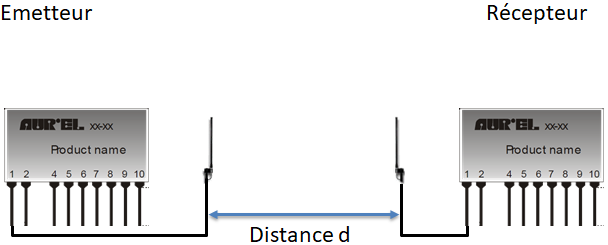 Emetteur
Récepteur
AUR°EL XX-XX
Product name
1 2 4 5 6 7 8 9 10
AUR°EL XX-XX
Product name
1 2 4 5 6 7 8 9 10
Distance d